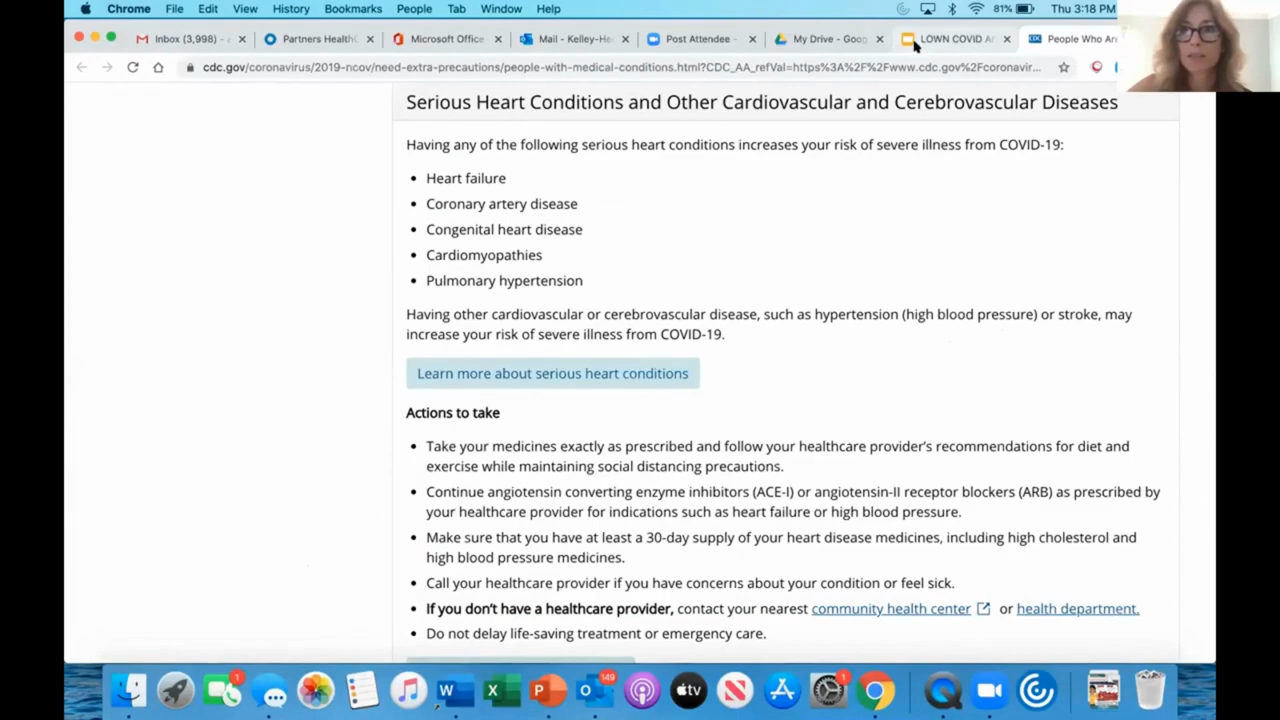 Chrome File Edit View History Bookmarks People Tab Window Help 81% Thu 3:18 PM
Inbox (3,998) - Partners Health Microsoft Office Mail - Kelley-He Post Attendee - My Drive - Goo LOWN COVID A CDC People Who Are
cdc.gov/coronavirus/2019-ncov/need-extra-precautions/people-with-medical-conditions.html?CDC_AA_refVal=https%3A%2F%2Fwww.cdc.gov%2Fcoronavir...
Serious Heart Conditions and Other Cardiovascular and Cerebrovascular Diseases
Having any of the following serious heart conditions increases your risk of severe illness from COVID-19:
• Heart failure
• Coronary artery disease
• Congenital heart disease
• Cardiomyopathies
• Pulmonary hypertension
Having other cardiovascular or cerebrovascular disease, such as hypertension (high blood pressure) or stroke, may
increase your risk of severe illness from COVID-19.
Learn more about serious heart conditions
Actions to take
• Take your medicines exactly as prescribed and follow your healthcare provider's recommendations for diet and
exercise while maintaining social distancing precautions.
• Continue angiotensin converting enzyme inhibitors (ACE-I) or angiotensin-II receptor blockers (ARB) as prescribed by
your healthcare provider for indications such as heart failure or high blood pressure.
• Make sure that you have at least a 30-day supply of your heart disease medicines, including high cholesterol and
high blood pressure medicines.
• Call your healthcare provider if you have concerns about your condition or feel sick.
• If you don't have a healthcare provider, contact your nearest community health center or health department.
• Do not delay life-saving treatment or emergency care.
1 W X P 149 tv 1